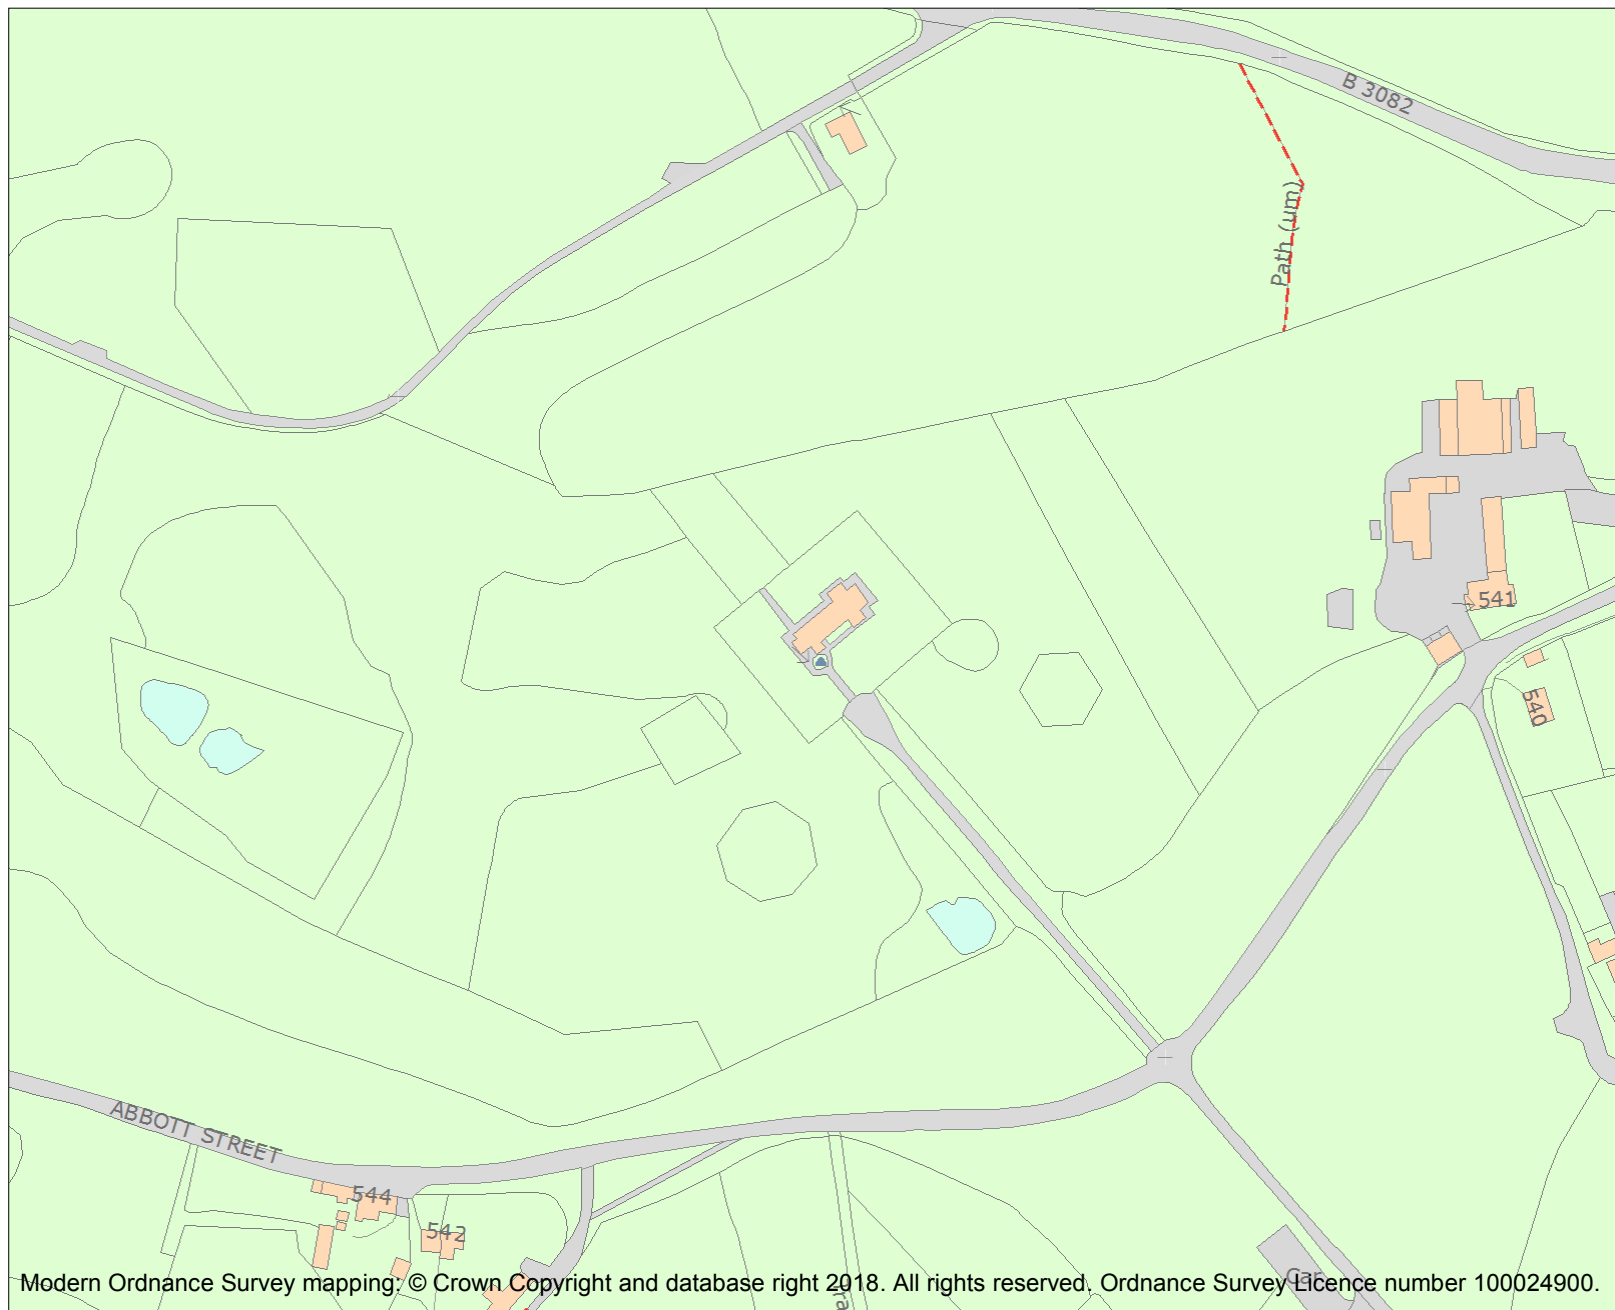 B 3082
Path (um)
541
540
ABBOTT STREET
544
542
Car
Modern Ordnance Survey mapping: © Crown Copyright and database right 2018. All rights reserved. Ordnance Survey Licence number 100024900.